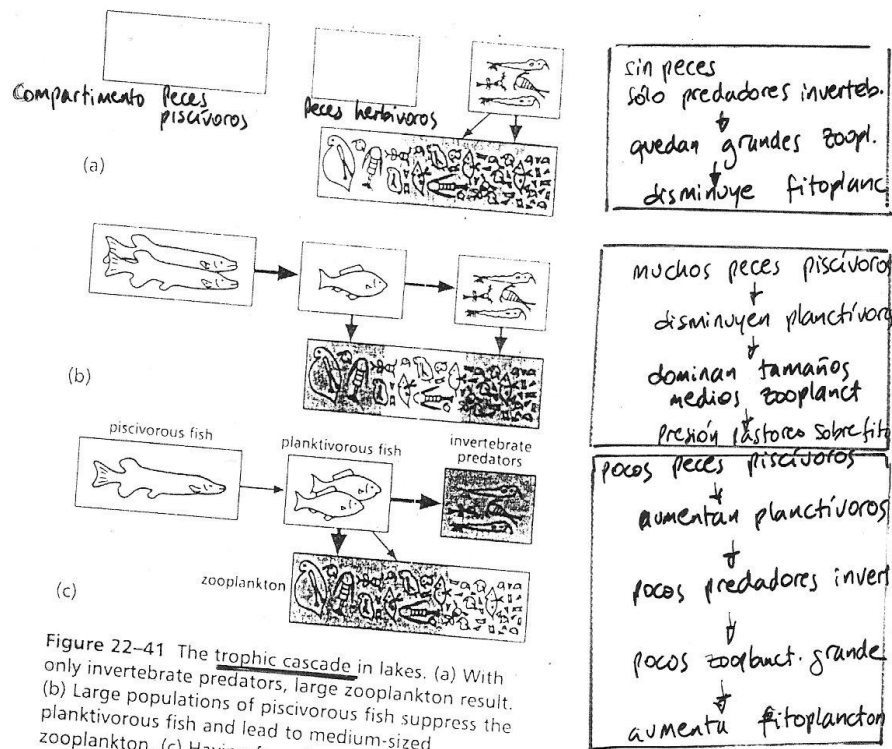 Compartimento Peces
piscívoros
Peces herbívoros
sin peces
sólo predadores inverteb.
quedan grandes zoopl.
disminuye fitoplanc
(a)
muchos peces piscívoros
disminuyen planctívoro
dominan tamaños
medios zooplanct
presión pastoreo sobre fito
(b)
piscivorous fish
planktivorous fish
invertebrate
predators
zooplankton
(c)
pocos peces piscívoros
aumentan planctívoros
pocos predadores invert
pocos zooplanct. grande
aumenta fitoplancton
Figure 22–41 The trophic cascade in lakes. (a) With
only invertebrate predators, large zooplankton result.
(b) Large populations of piscivorous fish suppress the
planktivorous fish and lead to medium-sized
zooplankton. (c) Having